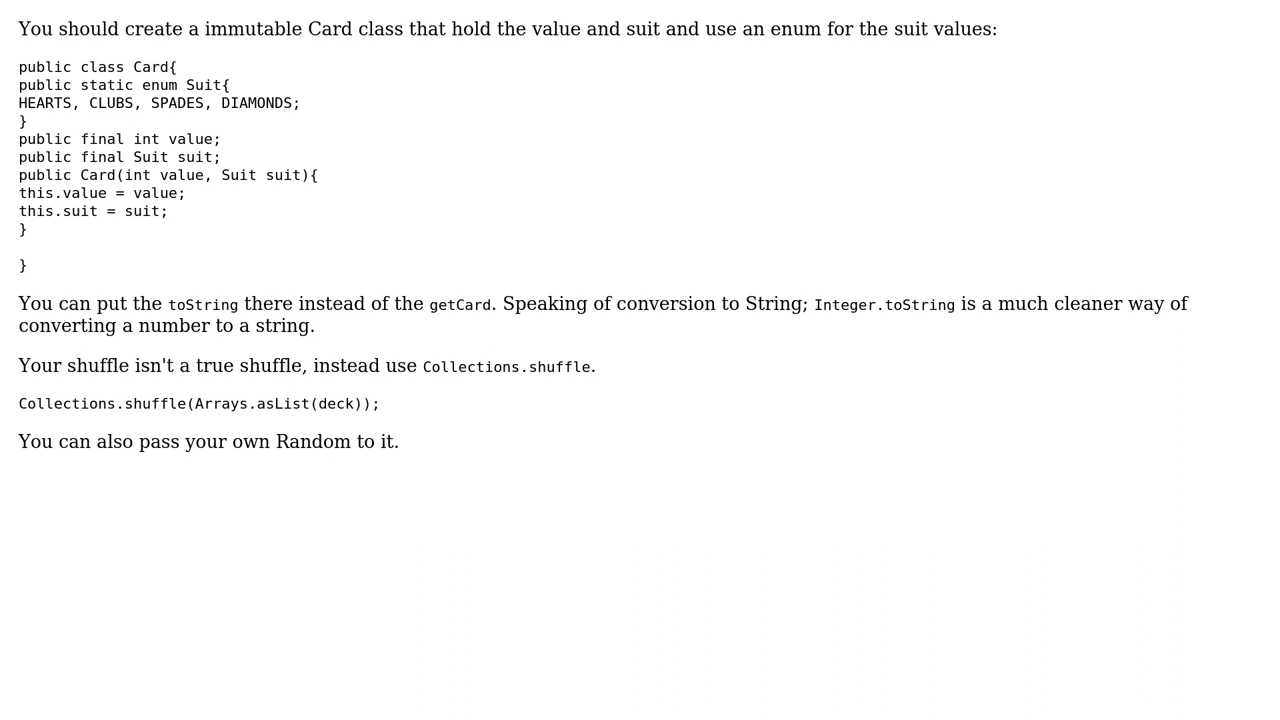 You should create a immutable Card class that hold the value and suit and use an enum for the suit values:
public class Card{
public static enum Suit{
HEARTS, CLUBS, SPADES, DIAMONDS;
}
public final int value;
public final Suit suit;
public Card(int value, Suit suit){
this.value = value;
this.suit = suit;
}
}
You can put the toString there instead of the getCard. Speaking of conversion to String; Integer.toString is a much cleaner way of
converting a number to a string.
Your shuffle isn't a true shuffle, instead use Collections.shuffle.
Collections.shuffle(Arrays.asList(deck));
You can also pass your own Random to it.